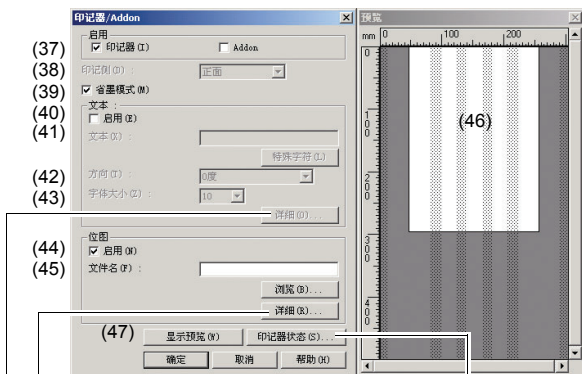 印记器/Addon
预览
启用
(37) 印记器(I) Addon
(38) 印记侧(D) : 正面
(39) 省墨模式(M)
文本 :
(40) 启用(E)
(41) 文本(X) :
特殊字符(L)
(42) 方向(T) : 0度
(43) 字体大小(Z) : 10
详细(O)...
位图
(44) 启用(N)
(45) 文件名(F) :
浏览(B)...
详细(R)...
(47) 显示预览(Y) 印记器状态(S)...
确定 取消 帮助(H)
mm 0 100 200
0
100
200
300
400
(46)